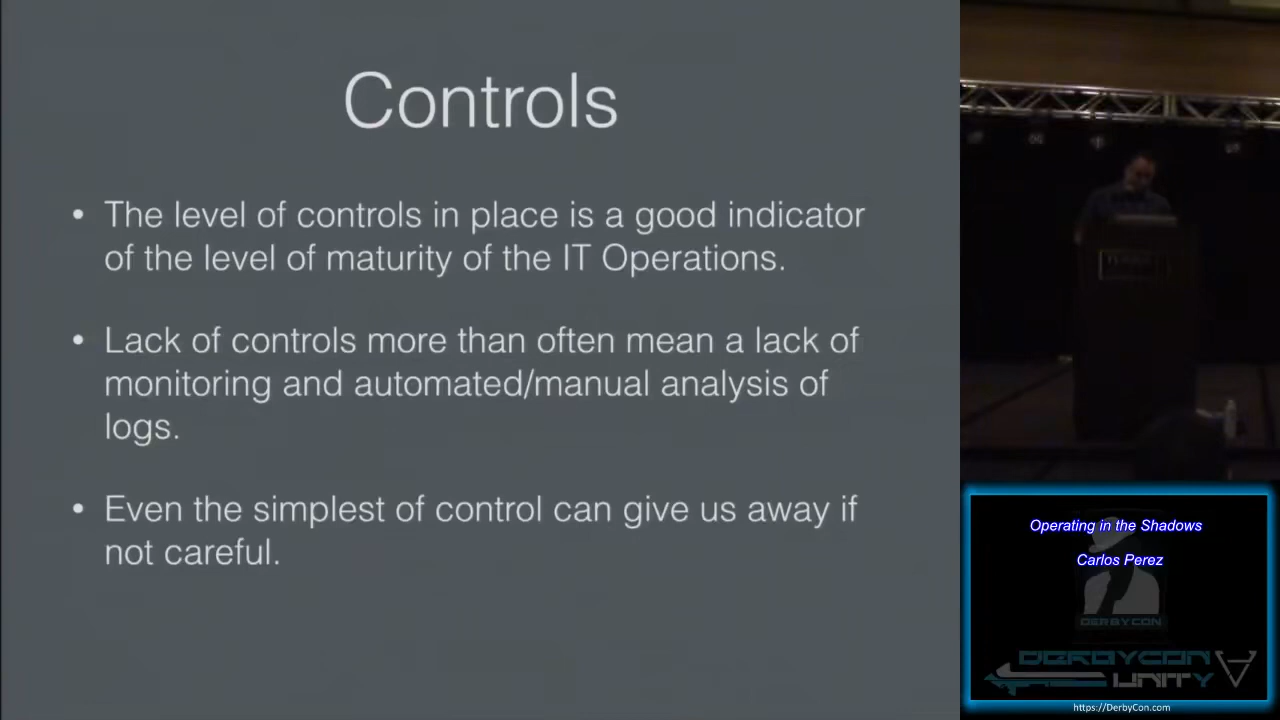 Controls
• The level of controls in place is a good indicator
of the level of maturity of the IT Operations.
• Lack of controls more than often mean a lack of
monitoring and automated/manual analysis of
logs.
• Even the simplest of control can give us away if
not careful.
Operating in the Shadows
Carlos Perez
DERBYCON
DERBYCON
UNITY
https://DerbyCon.com